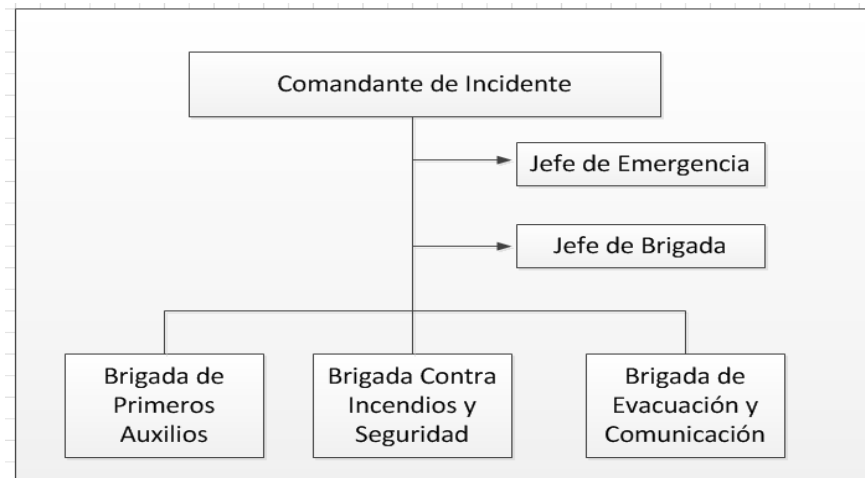 Comandante de Incidente
Jefe de Emergencia
Jefe de Brigada
Brigada de
Primeros
Auxilios
Brigada Contra
Incendios y
Seguridad
Brigada de
Evacuación y
Comunicación